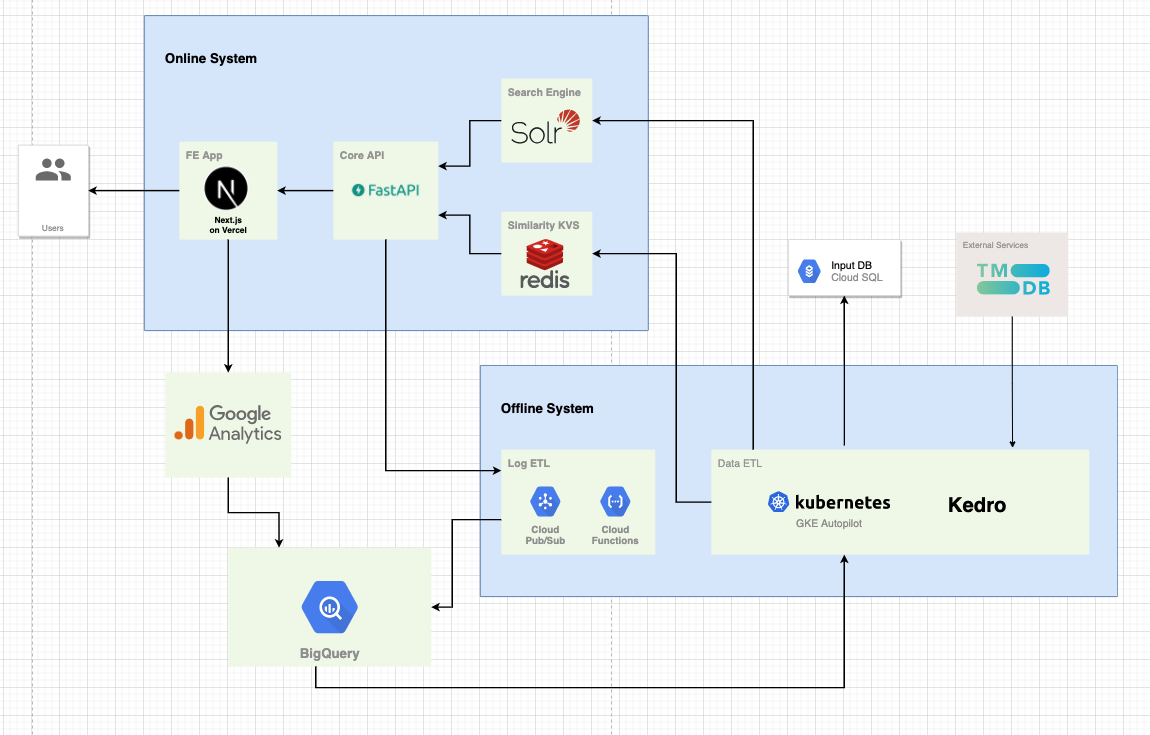 Online System
Search Engine
Solr
FE App
N
Next.js
on Vercel
Core API
FastAPI
Users
Similarity KVS
redis
Input DB
Cloud SQL
External Services
TM
DB
Google
Analytics
Offline System
Log ETL
Cloud
Pub/Sub
Cloud
Functions
Data ETL
kubernetes
GKE Autopilot
Kedro
BigQuery